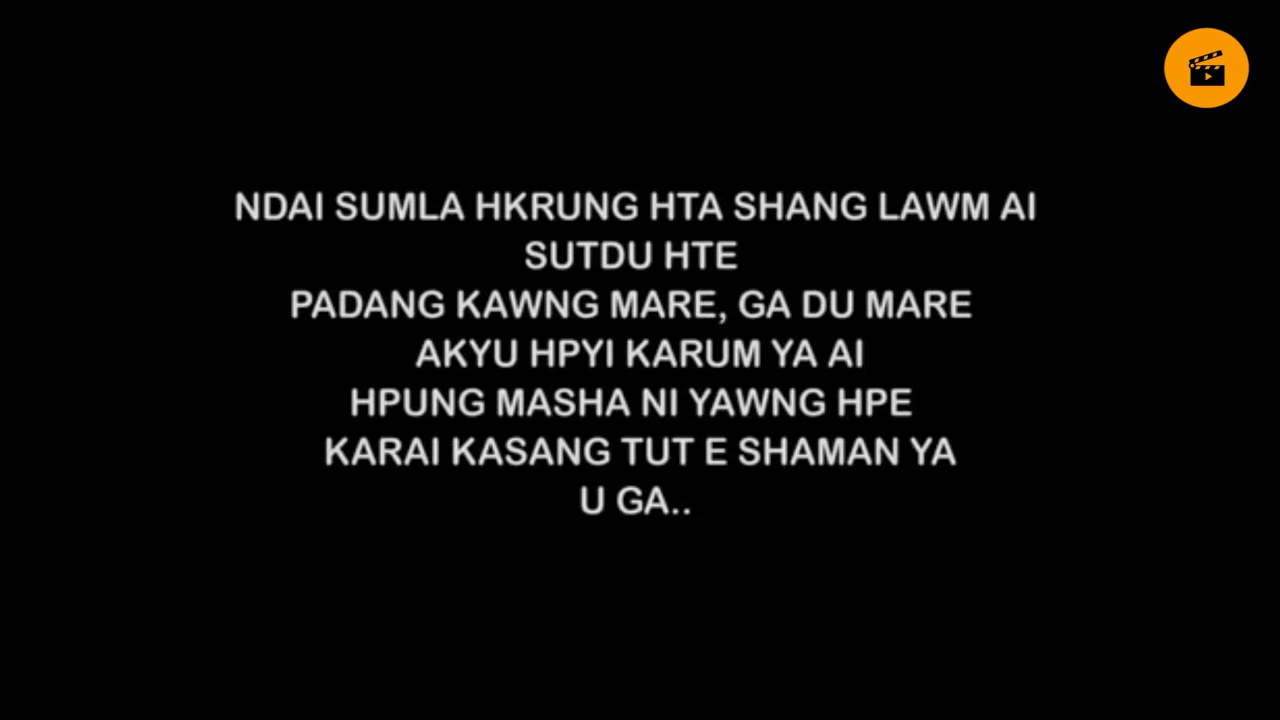 NDAI SUMLA HKRUNG HTA SHANG LAWM AI
SUTDU HTE
PADANG KAWNG MARE, GA DU MARE
AKYU HPYI KARUM YA AI
HPUNG MASHA NI YAWNG HPE
KARAI KASANG TUT E SHAMAN YA
U GA..